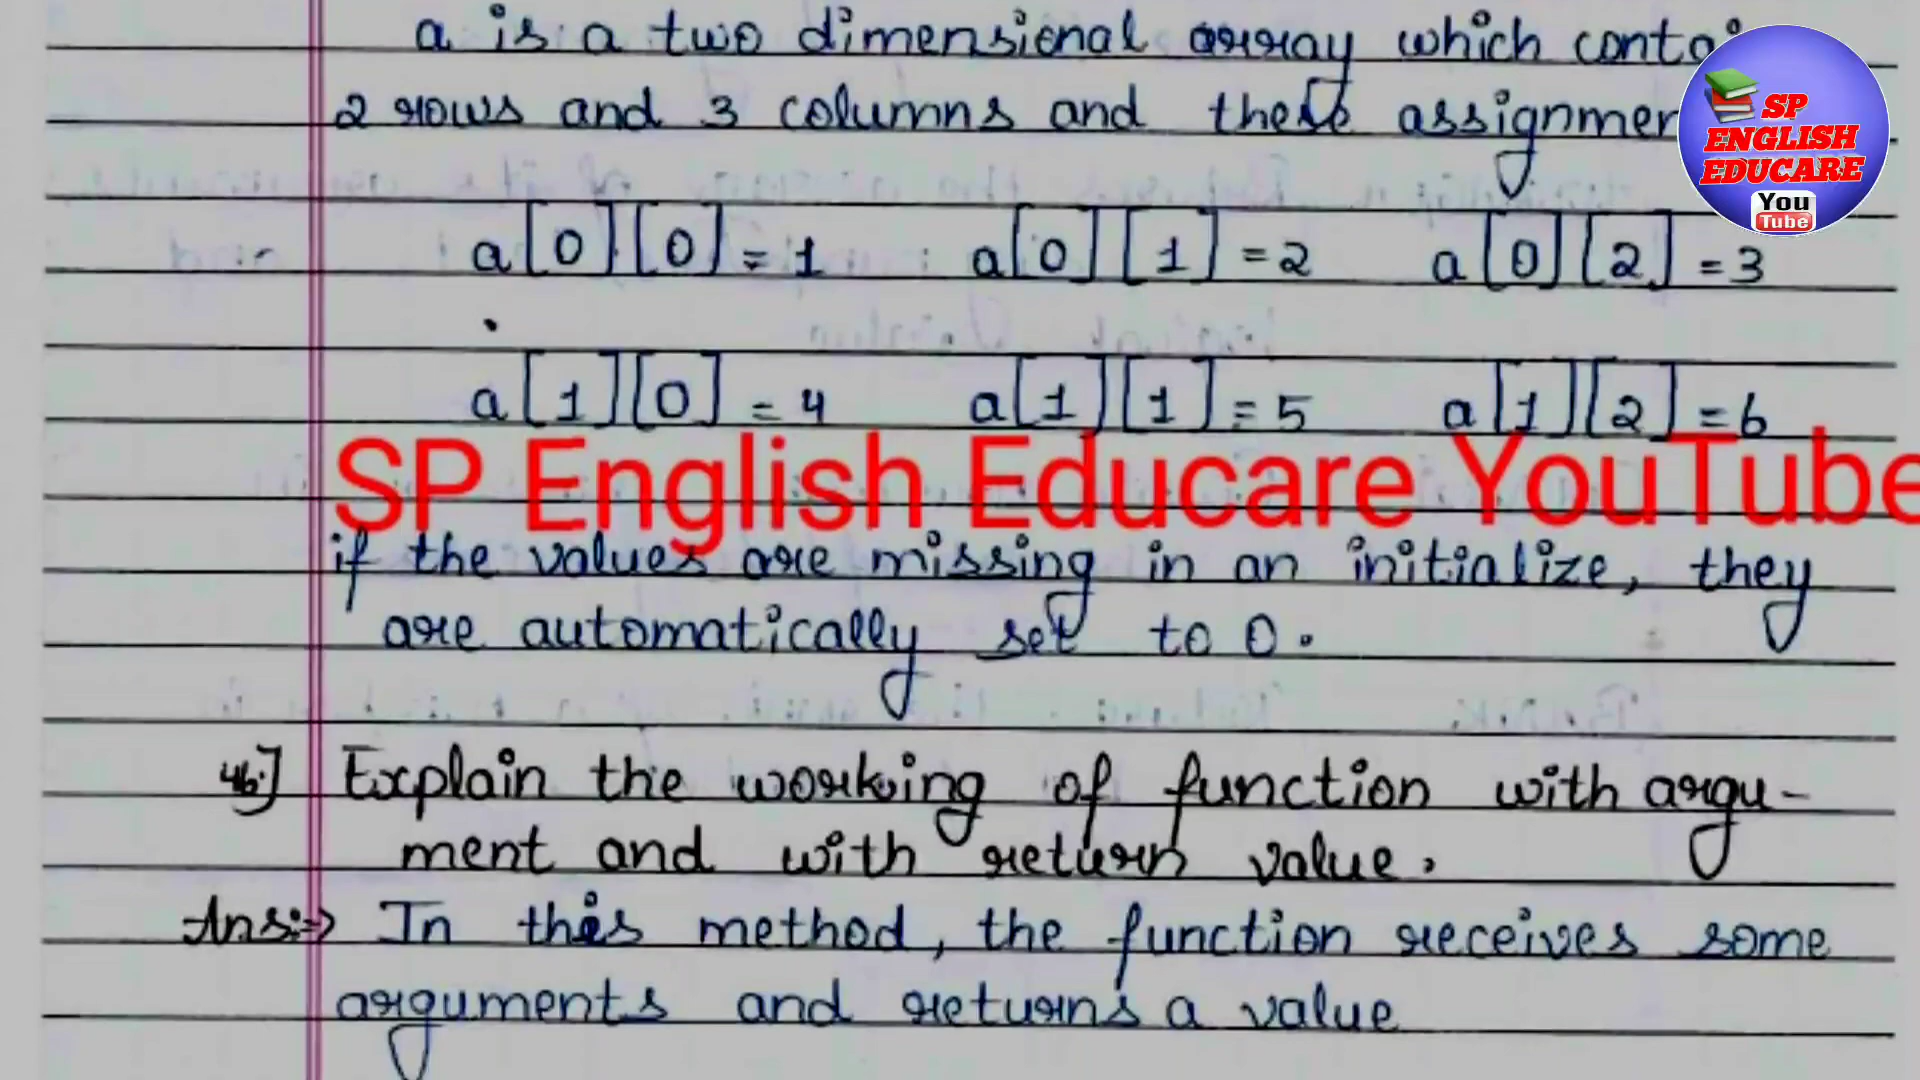 a is a two dimensional array which contai
2 rows and 3 columns and these assignmen
a[0][0] = 1 a[0][1] = 2 a[0][2] = 3
a[1][0] = 4 a[1][1] = 5 a[1][2] = 6
SP English Educare YouTube
if the values are missing in an initialize, they
are automatically set to 0.
46] Explain the working of function with argu-
ment and with return value.
Ans:-> In this method, the function receives some
arguments and returns a value
SP
ENGLISH
EDUCARE
You
Tube